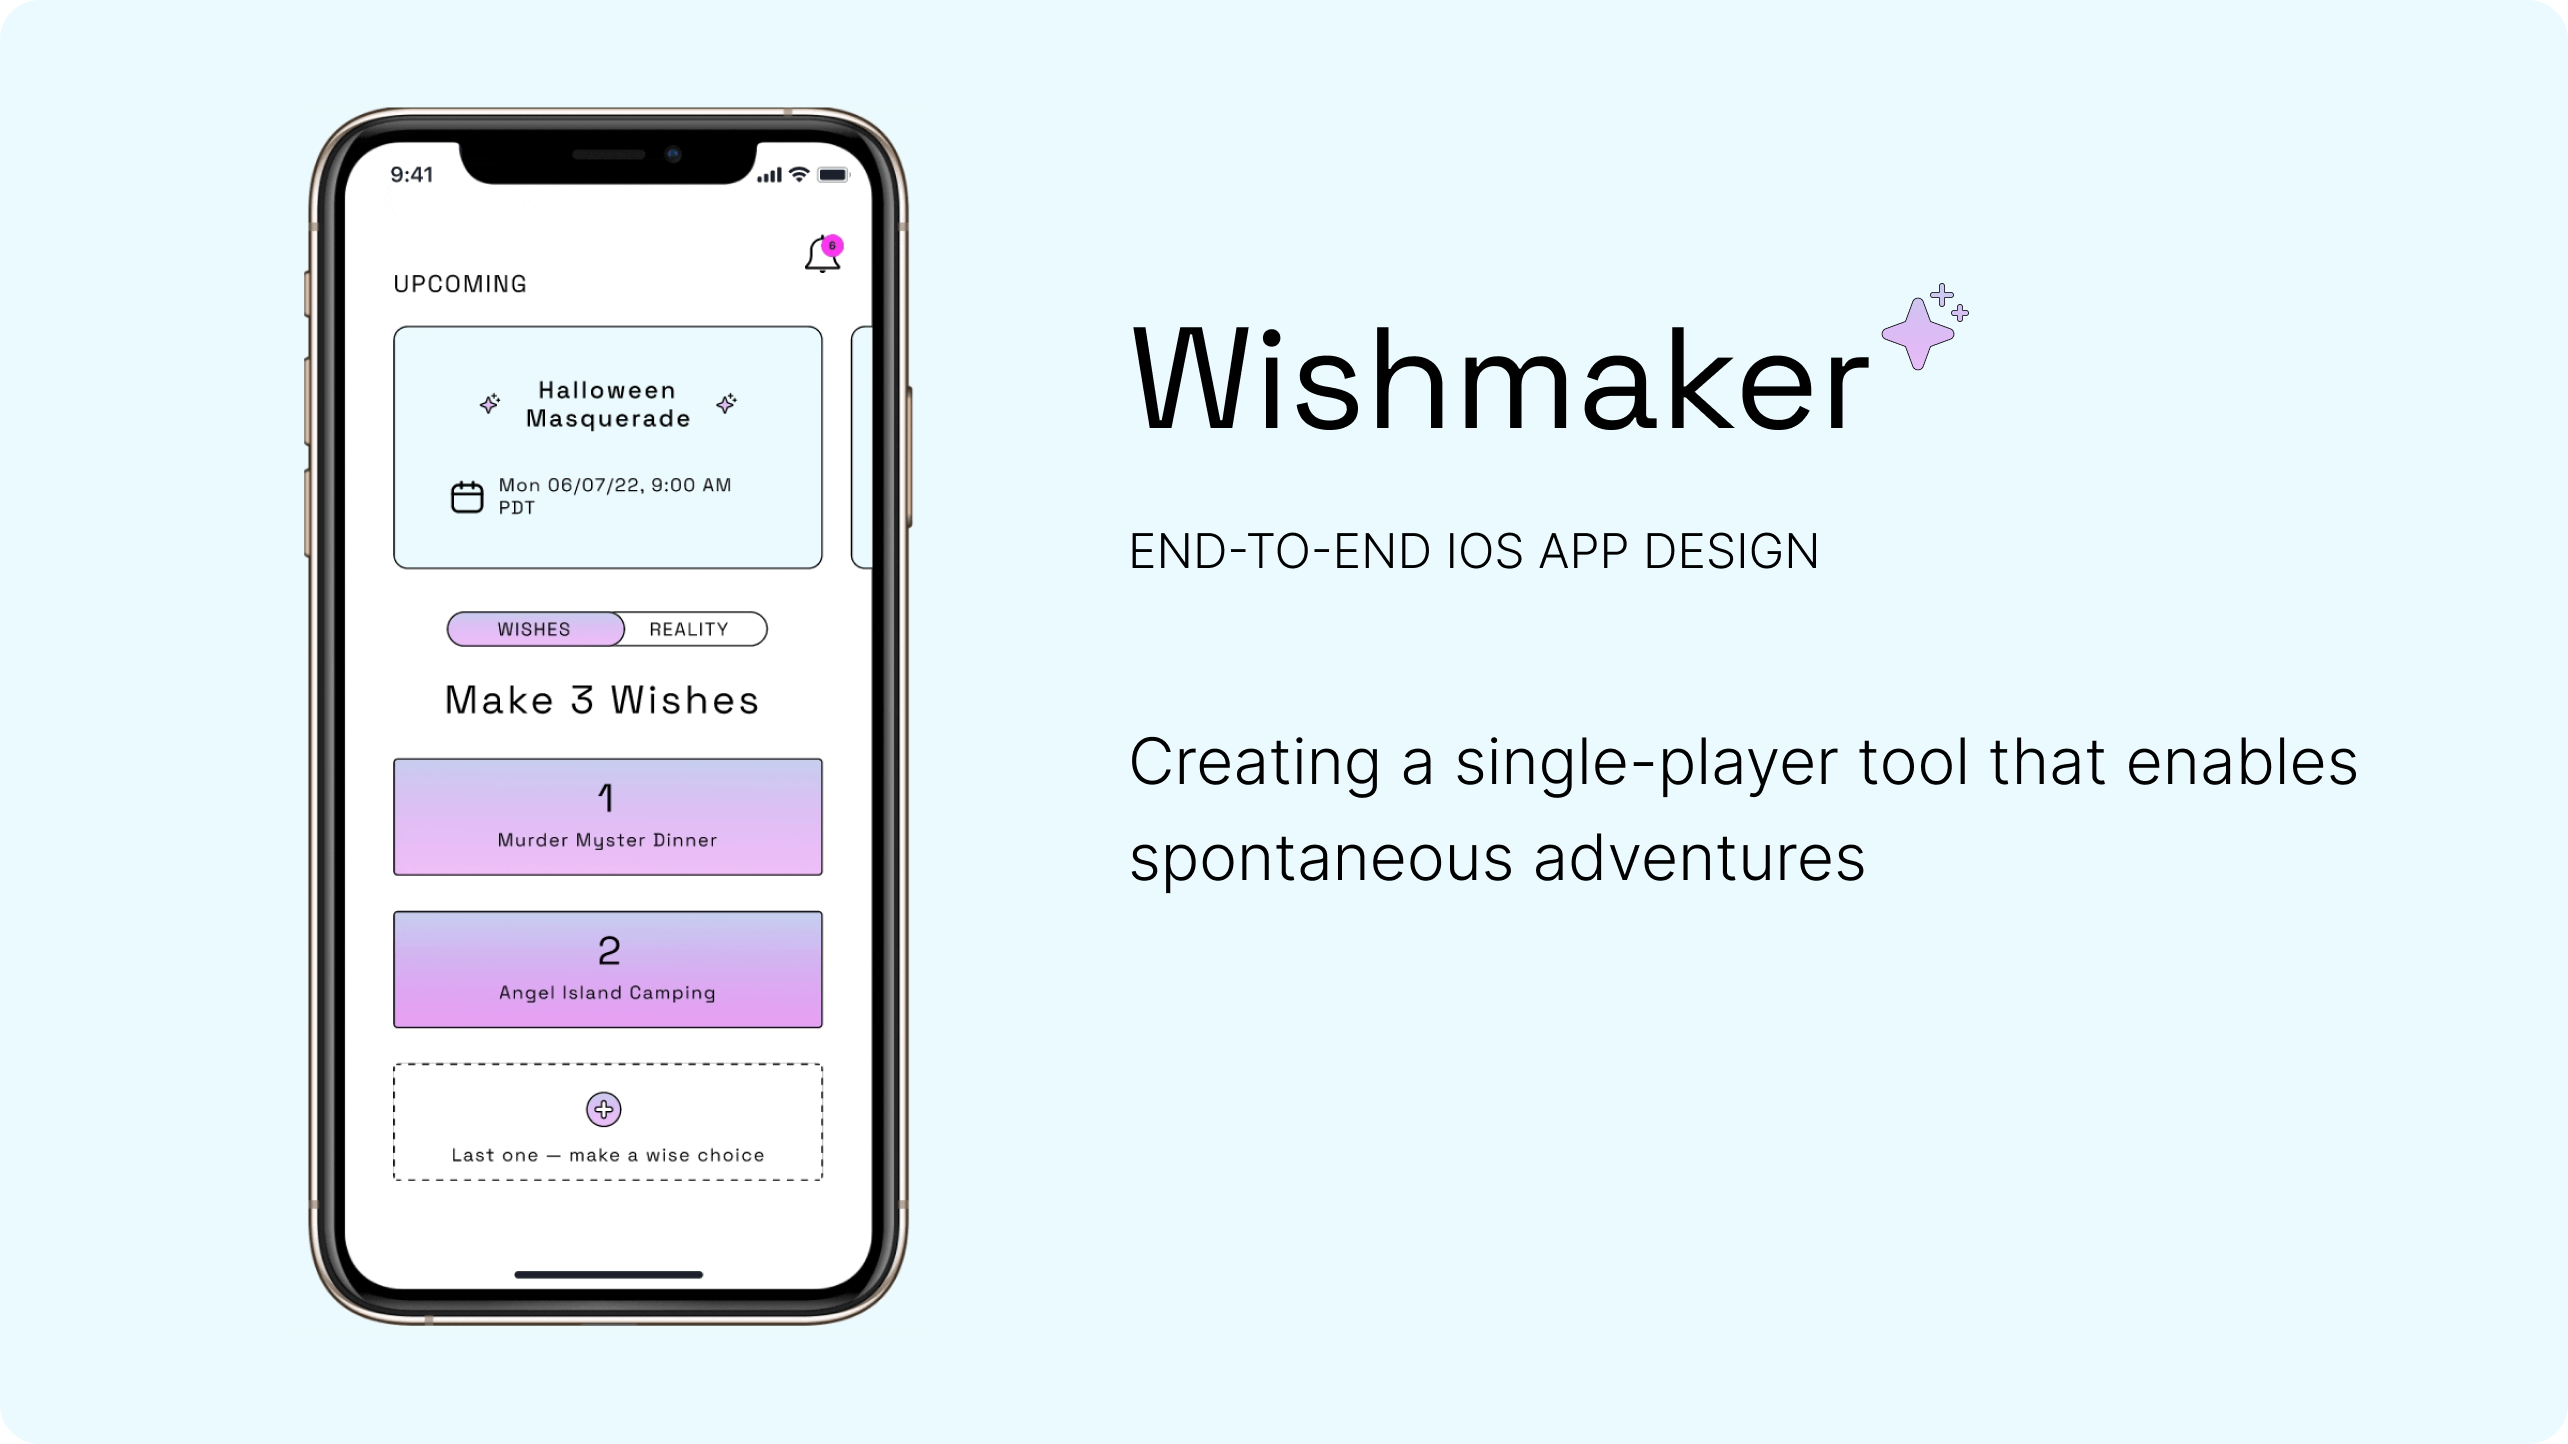 9:41
6
UPCOMING
Halloween
Masquerade
Mon 06/07/22, 9:00 AM
PDT
WISHES
REALITY
Make 3 Wishes
1
Murder Myster Dinner
2
Angel Island Camping
Last one — make a wise choice
Wishmaker
END-TO-END IOS APP DESIGN
Creating a single-player tool that enables
spontaneous adventures